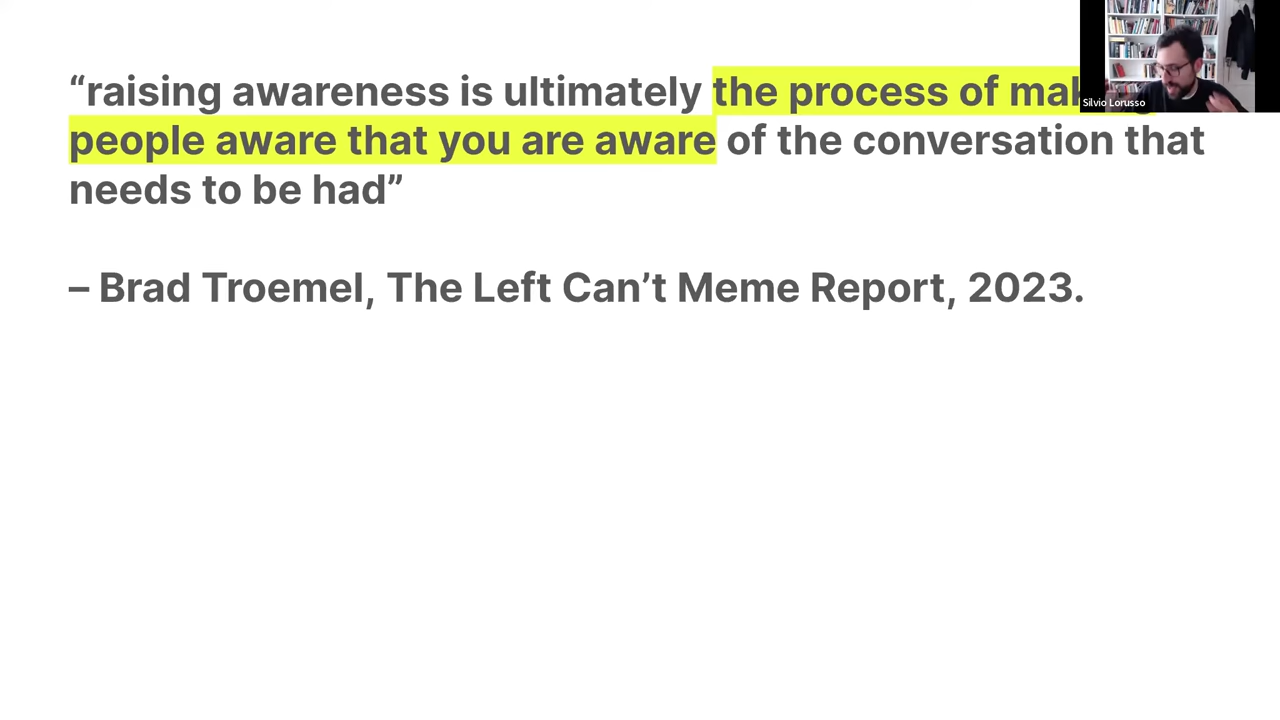 “raising awareness is ultimately the process of
people aware that you are aware of the conversation that
needs to be had”
– Brad Troemel, The Left Can’t Meme Report, 2023.
Silvio Lorusso